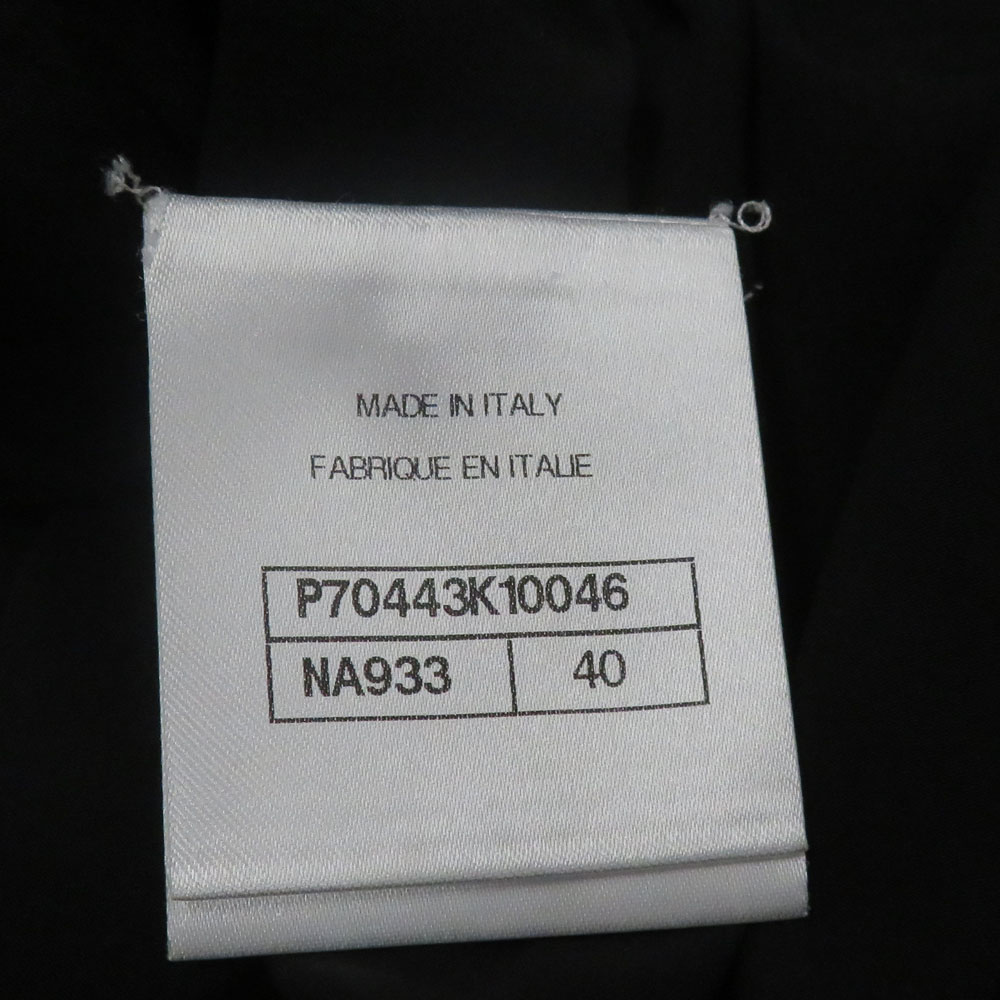 MADE IN ITALY
FABRIQUE EN ITALIE
P70443K10046
NA933 40